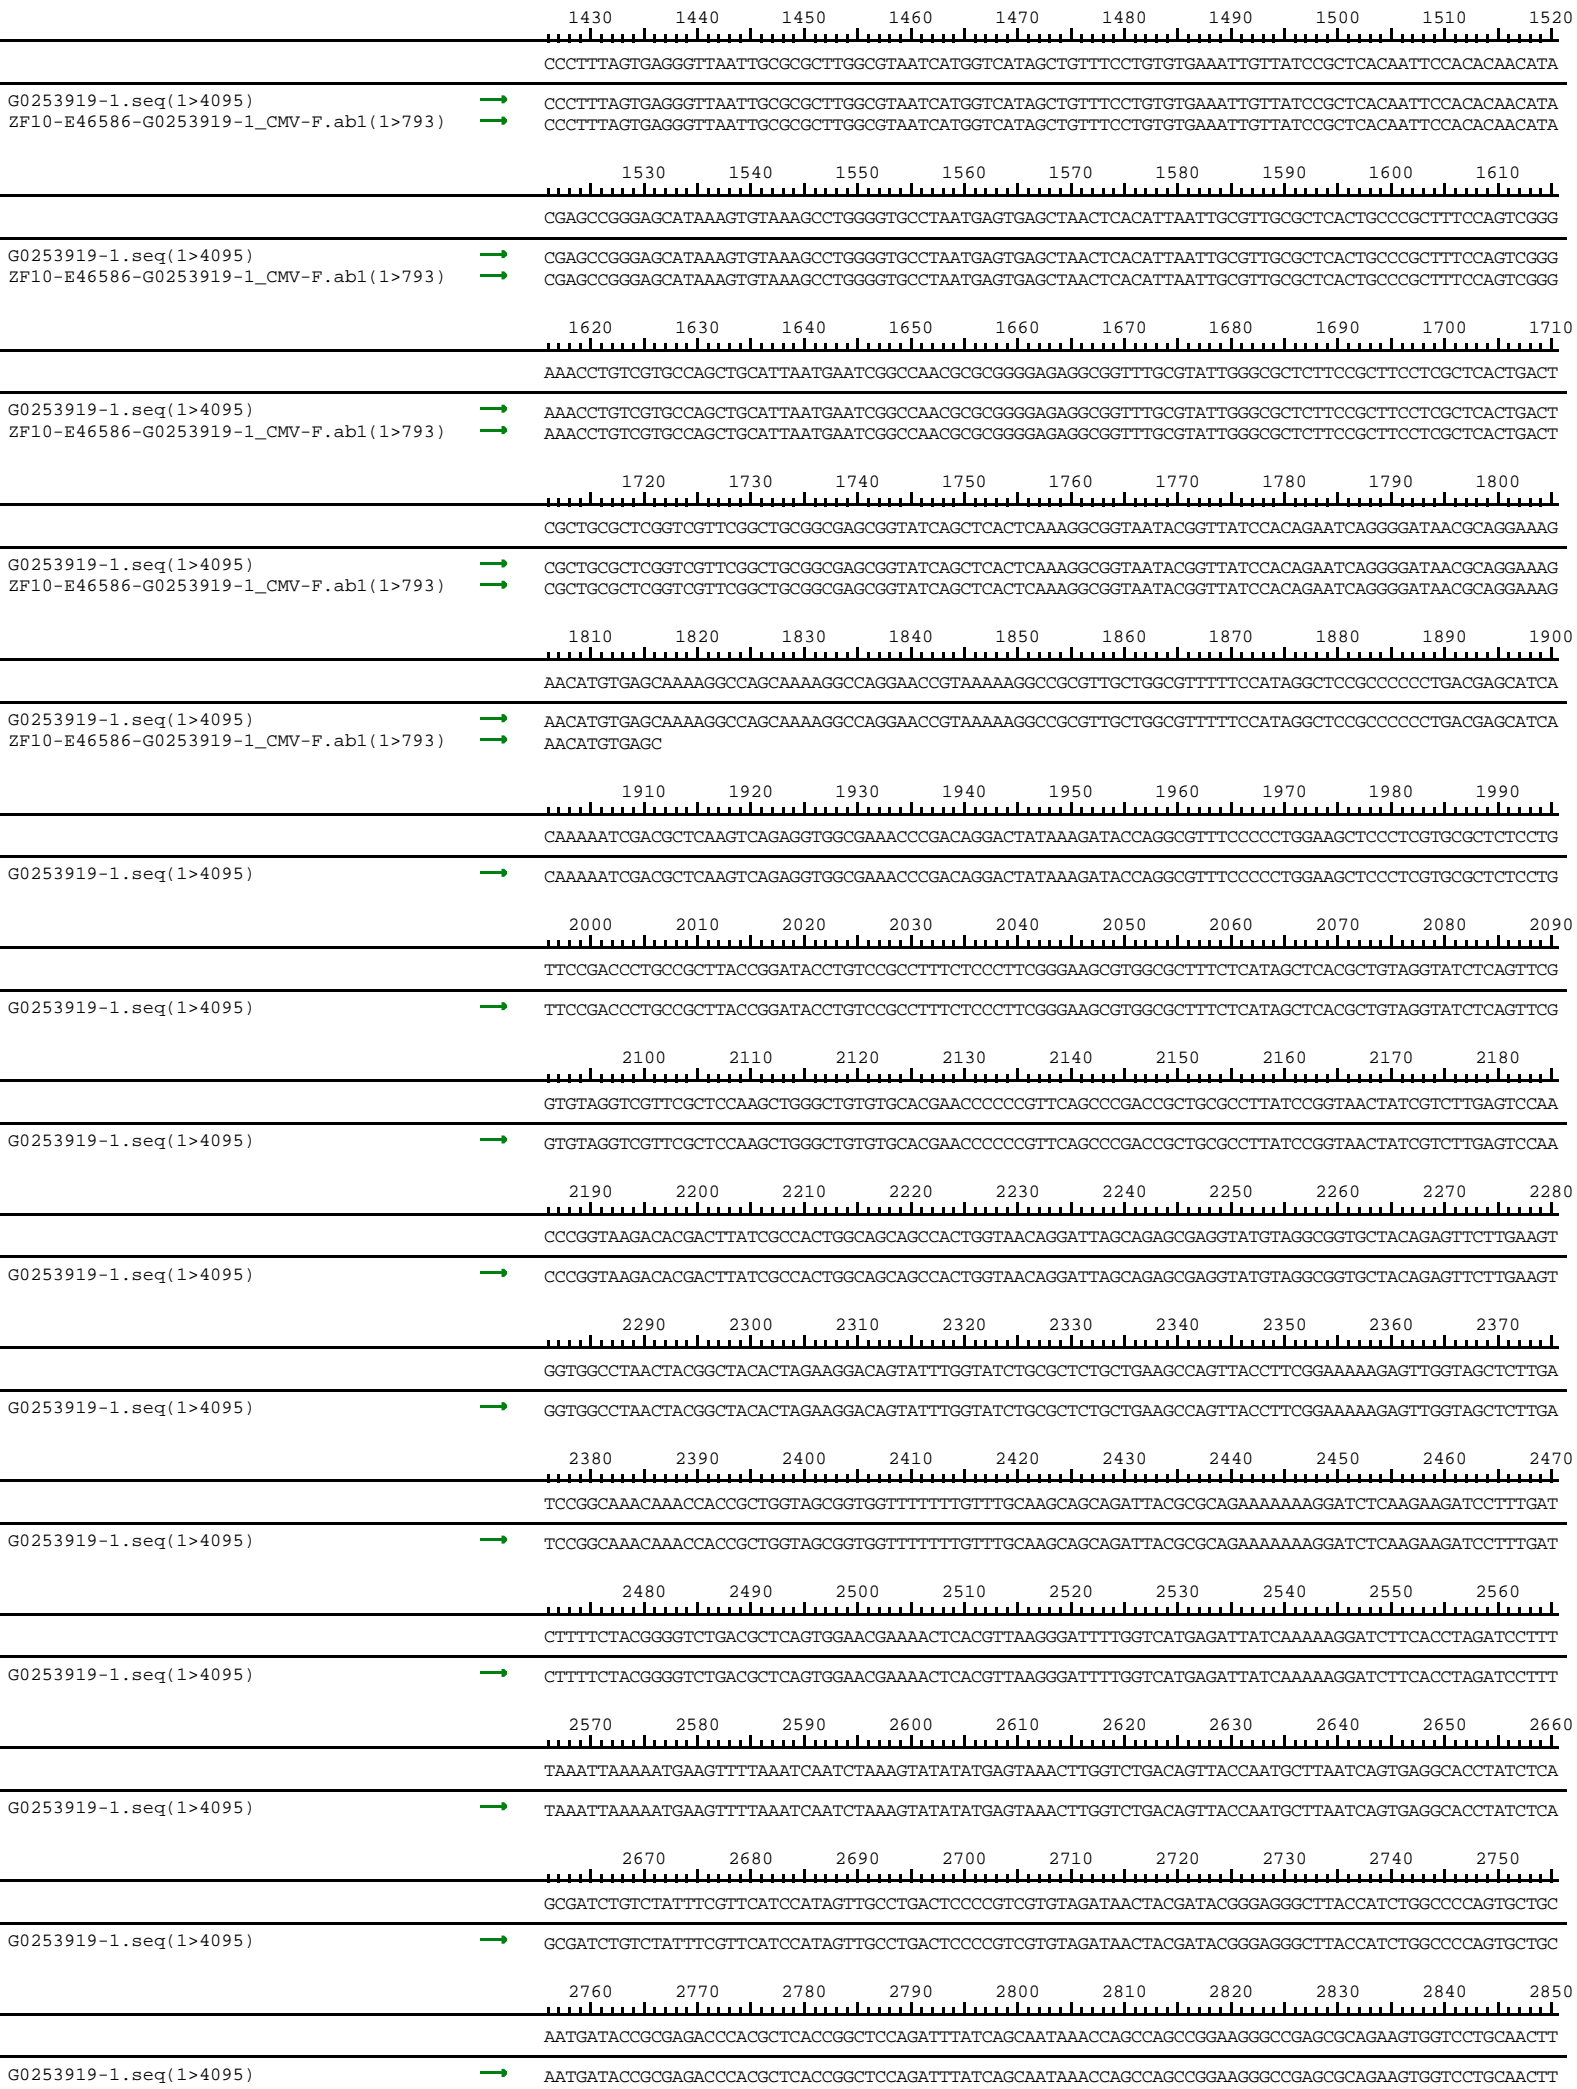 1430 1440 1450 1460 1470 1480 1490 1500 1510 1520
CCCTTTAGTGAGGGTTAATTGCGCGCTTGGCGTAATCATGGTCATAGCTGTTTCCTGTGTGAAATTGTTATCCGCTCACAATTCCACACAACATA
G0253919-1.seq(1>4095) CCCTTTAGTGAGGGTTAATTGCGCGCTTGGCGTAATCATGGTCATAGCTGTTTCCTGTGTGAAATTGTTATCCGCTCACAATTCCACACAACATA
ZF10-E46586-G0253919-1_CMV-F.ab1(1>793) CCCTTTAGTGAGGGTTAATTGCGCGCTTGGCGTAATCATGGTCATAGCTGTTTCCTGTGTGAAATTGTTATCCGCTCACAATTCCACACAACATA
1530 1540 1550 1560 1570 1580 1590 1600 1610
CGAGCCGGGAGCATAAAGTGTAAAGCCTGGGGTGCCTAATGAGTGAGCTAACTCACATTAATTGCGTTGCGCTCACTGCCCGCTTTCCAGTCGGG
G0253919-1.seq(1>4095) CGAGCCGGGAGCATAAAGTGTAAAGCCTGGGGTGCCTAATGAGTGAGCTAACTCACATTAATTGCGTTGCGCTCACTGCCCGCTTTCCAGTCGGG
ZF10-E46586-G0253919-1_CMV-F.ab1(1>793) CGAGCCGGGAGCATAAAGTGTAAAGCCTGGGGTGCCTAATGAGTGAGCTAACTCACATTAATTGCGTTGCGCTCACTGCCCGCTTTCCAGTCGGG
1620 1630 1640 1650 1660 1670 1680 1690 1700 1710
AAACCTGTCGTGCCAGCTGCATTAATGAATCGGCCAACGCGCGGGGAGAGGCGGTTTGCGTATTGGGCGCTCTTCCGCTTCCTCGCTCACTGACT
G0253919-1.seq(1>4095) AAACCTGTCGTGCCAGCTGCATTAATGAATCGGCCAACGCGCGGGGAGAGGCGGTTTGCGTATTGGGCGCTCTTCCGCTTCCTCGCTCACTGACT
ZF10-E46586-G0253919-1_CMV-F.ab1(1>793) AAACCTGTCGTGCCAGCTGCATTAATGAATCGGCCAACGCGCGGGGAGAGGCGGTTTGCGTATTGGGCGCTCTTCCGCTTCCTCGCTCACTGACT
1720 1730 1740 1750 1760 1770 1780 1790 1800
CGCTGCGCTCGGTCGTTCGGCTGCGGCGAGCGGTATCAGCTCACTCAAAGGCGGTAATACGGTTATCCACAGAATCAGGGGATAACGCAGGAAAG
G0253919-1.seq(1>4095) CGCTGCGCTCGGTCGTTCGGCTGCGGCGAGCGGTATCAGCTCACTCAAAGGCGGTAATACGGTTATCCACAGAATCAGGGGATAACGCAGGAAAG
ZF10-E46586-G0253919-1_CMV-F.ab1(1>793) CGCTGCGCTCGGTCGTTCGGCTGCGGCGAGCGGTATCAGCTCACTCAAAGGCGGTAATACGGTTATCCACAGAATCAGGGGATAACGCAGGAAAG
1810 1820 1830 1840 1850 1860 1870 1880 1890 1900
AACATGTGAGCAAAAGGCCAGCAAAAGGCCAGGAACCGTAAAAAGGCCGCGTTGCTGGCGTTTTTCCATAGGCTCCGCCCCCCTGACGAGCATCA
G0253919-1.seq(1>4095) AACATGTGAGCAAAAGGCCAGCAAAAGGCCAGGAACCGTAAAAAGGCCGCGTTGCTGGCGTTTTTCCATAGGCTCCGCCCCCCTGACGAGCATCA
ZF10-E46586-G0253919-1_CMV-F.ab1(1>793) AACATGTGAGC
1910 1920 1930 1940 1950 1960 1970 1980 1990
CAAAAATCGACGCTCAAGTCAGAGGTGGCGAAACCCGACAGGACTATAAAGATACCAGGCGTTTCCCCCTGGAAGCTCCCTCGTGCGCTCTCCTG
G0253919-1.seq(1>4095) CAAAAATCGACGCTCAAGTCAGAGGTGGCGAAACCCGACAGGACTATAAAGATACCAGGCGTTTCCCCCTGGAAGCTCCCTCGTGCGCTCTCCTG
2000 2010 2020 2030 2040 2050 2060 2070 2080 2090
TTCCGACCCTGCCGCTTACCGGATACCTGTCCGCCTTTCTCCCTTCGGGAAGCGTGGCGCTTTCTCATAGCTCACGCTGTAGGTATCTCAGTTCG
G0253919-1.seq(1>4095) TTCCGACCCTGCCGCTTACCGGATACCTGTCCGCCTTTCTCCCTTCGGGAAGCGTGGCGCTTTCTCATAGCTCACGCTGTAGGTATCTCAGTTCG
2100 2110 2120 2130 2140 2150 2160 2170 2180
GTGTAGGTCGTTCGCTCCAAGCTGGGCTGTGTGCACGAACCCCCCGTTCAGCCCGACCGCTGCGCCTTATCCGGTAACTATCGTCTTGAGTCCAA
G0253919-1.seq(1>4095) GTGTAGGTCGTTCGCTCCAAGCTGGGCTGTGTGCACGAACCCCCCGTTCAGCCCGACCGCTGCGCCTTATCCGGTAACTATCGTCTTGAGTCCAA
2190 2200 2210 2220 2230 2240 2250 2260 2270 2280
CCCGGTAAGACACGACTTATCGCCACTGGCAGCAGCCACTGGTAACAGGATTAGCAGAGCGAGGTATGTAGGCGGTGCTACAGAGTTCTTGAAGT
G0253919-1.seq(1>4095) CCCGGTAAGACACGACTTATCGCCACTGGCAGCAGCCACTGGTAACAGGATTAGCAGAGCGAGGTATGTAGGCGGTGCTACAGAGTTCTTGAAGT
2290 2300 2310 2320 2330 2340 2350 2360 2370
GGTGGCCTAACTACGGCTACACTAGAAGGACAGTATTTGGTATCTGCGCTCTGCTGAAGCCAGTTACCTTCGGAAAAAGAGTTGGTAGCTCTTGA
G0253919-1.seq(1>4095) GGTGGCCTAACTACGGCTACACTAGAAGGACAGTATTTGGTATCTGCGCTCTGCTGAAGCCAGTTACCTTCGGAAAAAGAGTTGGTAGCTCTTGA
2380 2390 2400 2410 2420 2430 2440 2450 2460 2470
TCCGGCAAACAAACCACCGCTGGTAGCGGTGGTTTTTTTGTTTGCAAGCAGCAGATTACGCGCAGAAAAAAAGGATCTCAAGAAGATCCTTTGAT
G0253919-1.seq(1>4095) TCCGGCAAACAAACCACCGCTGGTAGCGGTGGTTTTTTTGTTTGCAAGCAGCAGATTACGCGCAGAAAAAAAGGATCTCAAGAAGATCCTTTGAT
2480 2490 2500 2510 2520 2530 2540 2550 2560
CTTTTCTACGGGGTCTGACGCTCAGTGGAACGAAAACTCACGTTAAGGGATTTTGGTCATGAGATTATCAAAAAGGATCTTCACCTAGATCCTTT
G0253919-1.seq(1>4095) CTTTTCTACGGGGTCTGACGCTCAGTGGAACGAAAACTCACGTTAAGGGATTTTGGTCATGAGATTATCAAAAAGGATCTTCACCTAGATCCTTT
2570 2580 2590 2600 2610 2620 2630 2640 2650 2660
TAAATTAAAAATGAAGTTTTAAATCAATCTAAAGTATATATGAGTAAACTTGGTCTGACAGTTACCAATGCTTAATCAGTGAGGCACCTATCTCA
G0253919-1.seq(1>4095) TAAATTAAAAATGAAGTTTTAAATCAATCTAAAGTATATATGAGTAAACTTGGTCTGACAGTTACCAATGCTTAATCAGTGAGGCACCTATCTCA
2670 2680 2690 2700 2710 2720 2730 2740 2750
GCGATCTGTCTATTTCGTTCATCCATAGTTGCCTGACTCCCCGTCGTGTAGATAACTACGATACGGGAGGGCTTACCATCTGGCCCCAGTGCTGC
G0253919-1.seq(1>4095) GCGATCTGTCTATTTCGTTCATCCATAGTTGCCTGACTCCCCGTCGTGTAGATAACTACGATACGGGAGGGCTTACCATCTGGCCCCAGTGCTGC
2760 2770 2780 2790 2800 2810 2820 2830 2840 2850
AATGATACCGCGAGACCCACGCTCACCGGCTCCAGATTTATCAGCAATAAACCAGCCAGCCGGAAGGGCCGAGCGCAGAAGTGGTCCTGCAACTT
G0253919-1.seq(1>4095) AATGATACCGCGAGACCCACGCTCACCGGCTCCAGATTTATCAGCAATAAACCAGCCAGCCGGAAGGGCCGAGCGCAGAAGTGGTCCTGCAACTT